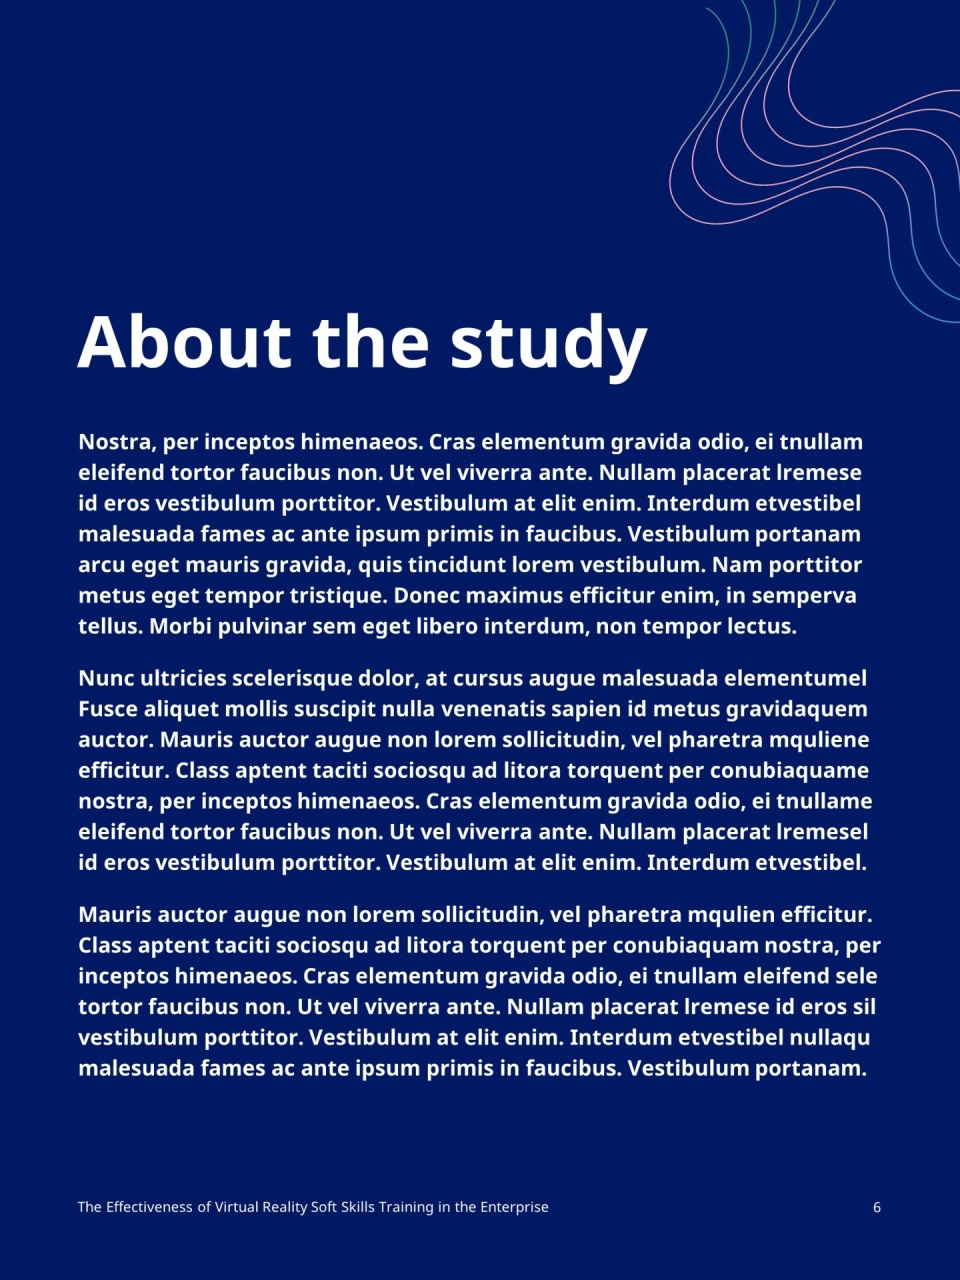 About the study
Nostra, per inceptos himenaeos. Cras elementum gravida odio, ei tnullam
eleifend tortor faucibus non. Ut vel viverra ante. Nullam placerat lremese
id eros vestibulum porttitor. Vestibulum at elit enim. Interdum etvestibel
malesuada fames ac ante ipsum primis in faucibus. Vestibulum portanam
arcu eget mauris gravida, quis tincidunt lorem vestibulum. Nam porttitor
metus eget tempor tristique. Donec maximus efficitur enim, in semperva
tellus. Morbi pulvinar sem eget libero interdum, non tempor lectus.
Nunc ultricies scelerisque dolor, at cursus augue malesuada elementumel
Fusce aliquet mollis suscipit nulla venenatis sapien id metus gravidaquem
auctor. Mauris auctor augue non lorem sollicitudin, vel pharetra mquliene
efficitur. Class aptent taciti sociosqu ad litora torquent per conubiaquame
nostra, per inceptos himenaeos. Cras elementum gravida odio, ei tnullame
eleifend tortor faucibus non. Ut vel viverra ante. Nullam placerat lremesel
id eros vestibulum porttitor. Vestibulum at elit enim. Interdum etvestibel.
Mauris auctor augue non lorem sollicitudin, vel pharetra mqulien efficitur.
Class aptent taciti sociosqu ad litora torquent per conubiaquam nostra, per
inceptos himenaeos. Cras elementum gravida odio, ei tnullam eleifend sele
tortor faucibus non. Ut vel viverra ante. Nullam placerat lremese id eros sil
vestibulum porttitor. Vestibulum at elit enim. Interdum etvestibel nullaqu
malesuada fames ac ante ipsum primis in faucibus. Vestibulum portanam.
The Effectiveness of Virtual Reality Soft Skills Training in the Enterprise
6